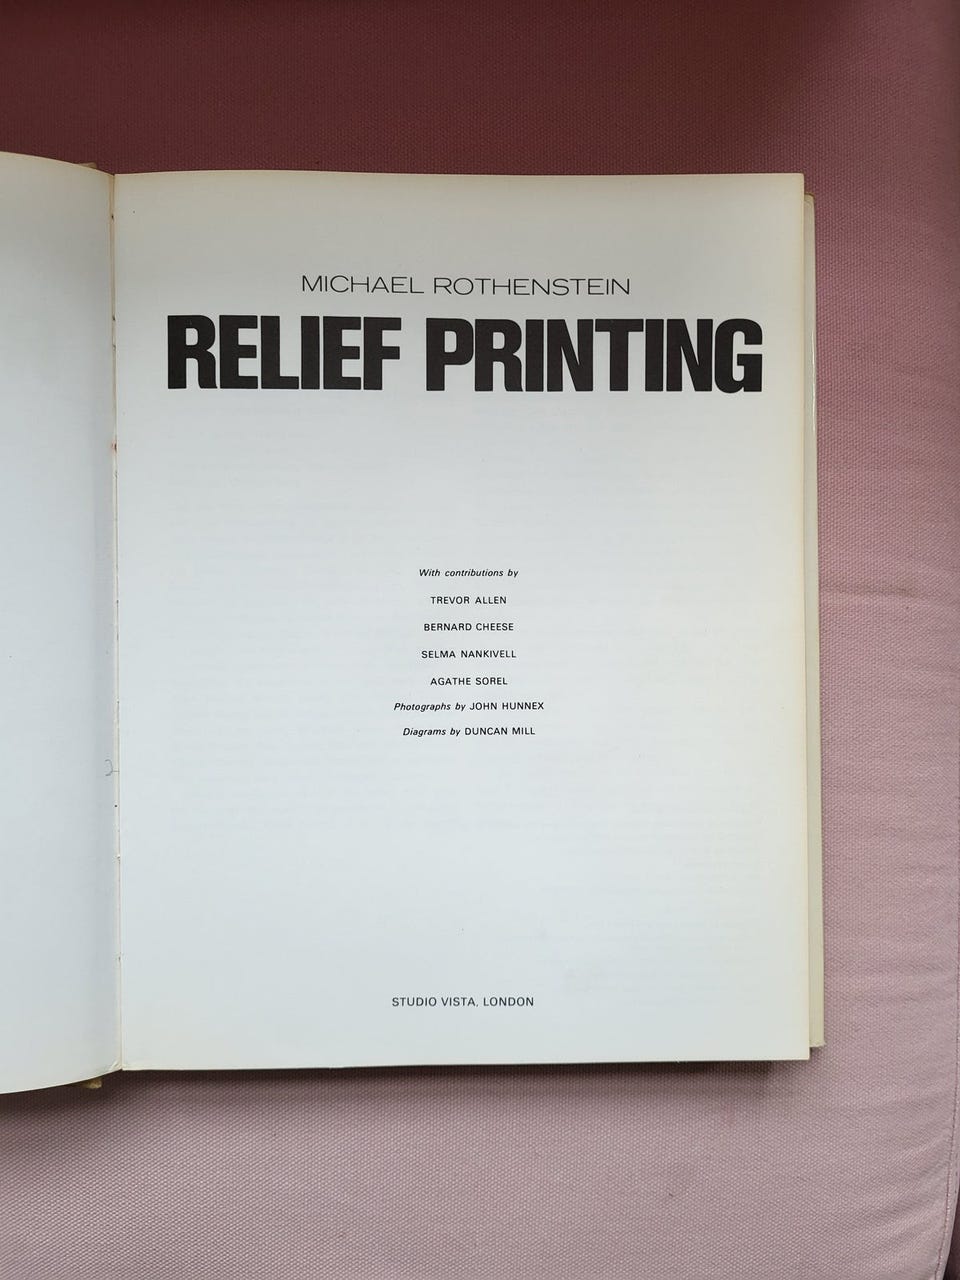 MICHAEL ROTHENSTEIN
RELIEF PRINTING
With contributions by
TREVOR ALLEN
BERNARD CHEESE
SELMA NANKIVELL
AGATHE SOREL
Photographs by JOHN HUNNEX
Diagrams by DUNCAN MILL
STUDIO VISTA, LONDON